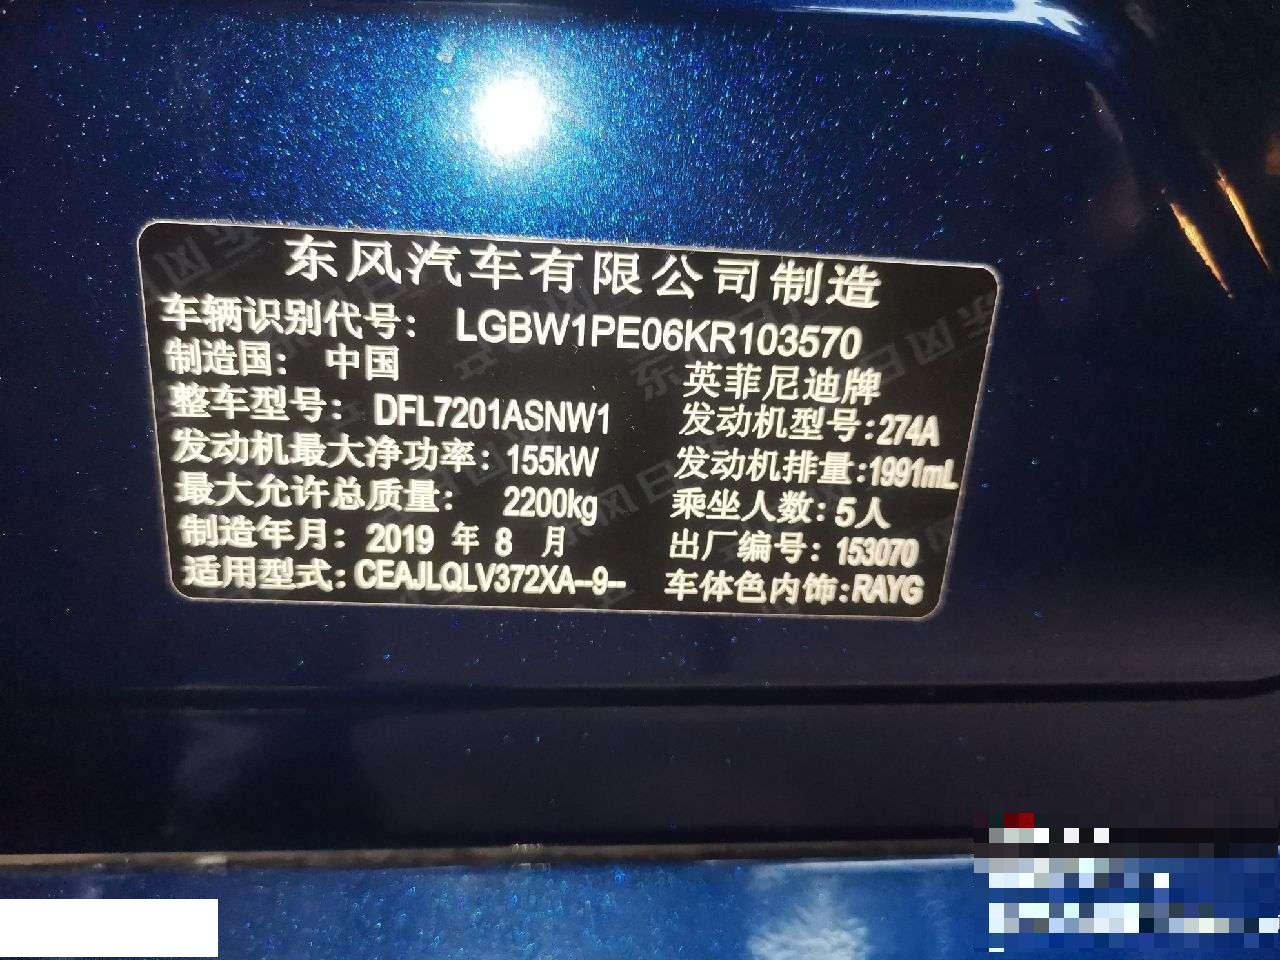 东风汽车有限公司制造
车辆识别代号: LGBW1PE06KR103570
制造国: 中国 英菲尼迪牌
整车型号: DFL7201ASNW1 发动机型号:274A
发动机最大净功率: 155kW 发动机排量:1991mL
最大允许总质量: 2200kg 乘坐人数: 5人
制造年月: 2019 年 8 月 出厂编号: 153070
适用型式: CEAJLQLV372XA--9-- 车体色内饰:RAYG